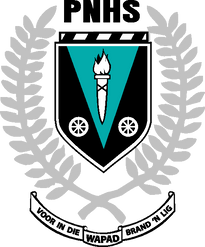 PNHS
VOOR IN DIE WAPAD BRAND 'N LIG